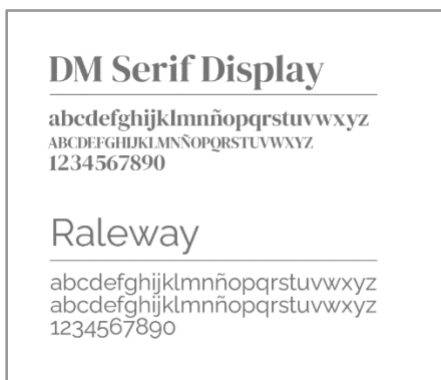 DM Serif Display
abcdefghijklmnñopqrstuvwxyz
ABCDEFGHIJKLMNÑOPQRSTUVWXYZ
1234567890
Raleway
abcdefghijklmnñopqrstuvwxyz
abcdefghijklmnñopqrstuvwxyz
1234567890